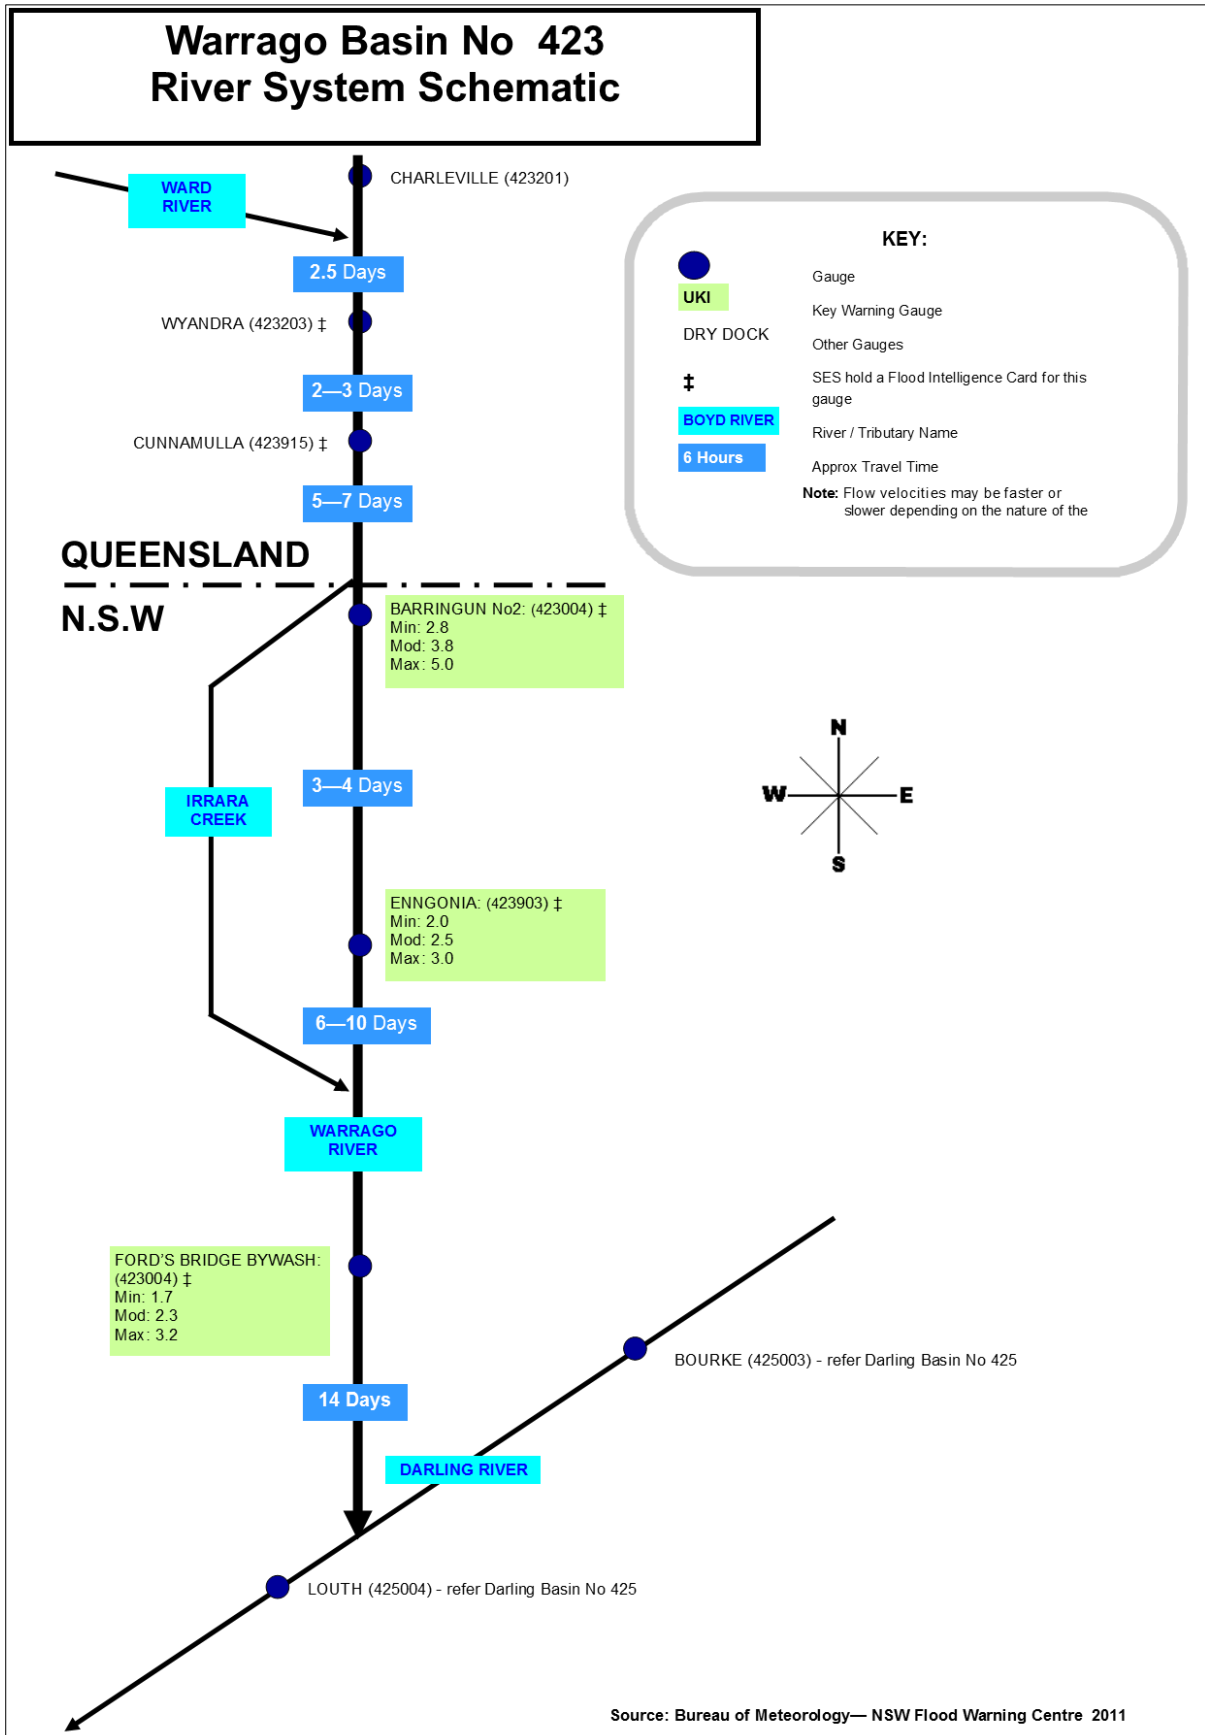 Warrago Basin No 423
River System Schematic
CHARLEVILLE (423201)
WARD
RIVER
2.5 Days
WYANDRA (423203) ‡
2—3 Days
CUNNAMULLA (423915) ‡
5—7 Days
KEY:
Gauge
UKI
Key Warning Gauge
DRY DOCK
Other Gauges
‡
SES hold a Flood Intelligence Card for this
gauge
BOYD RIVER
River / Tributary Name
6 Hours
Approx Travel Time
Note: Flow velocities may be faster or
slower depending on the nature of the
QUEENSLAND
N.S.W
BARRINGUN No2: (423004) ‡
Min: 2.8
Mod: 3.8
Max: 5.0
3—4 Days
IRRARA
CREEK
N
W
E
S
ENNGONIA: (423903) ‡
Min: 2.0
Mod: 2.5
Max: 3.0
6—10 Days
WARRAGO
RIVER
FORD'S BRIDGE BYWASH:
(423004) ‡
Min: 1.7
Mod: 2.3
Max: 3.2
BOURKE (425003) - refer Darling Basin No 425
14 Days
DARLING RIVER
LOUTH (425004) - refer Darling Basin No 425
Source: Bureau of Meteorology— NSW Flood Warning Centre 2011